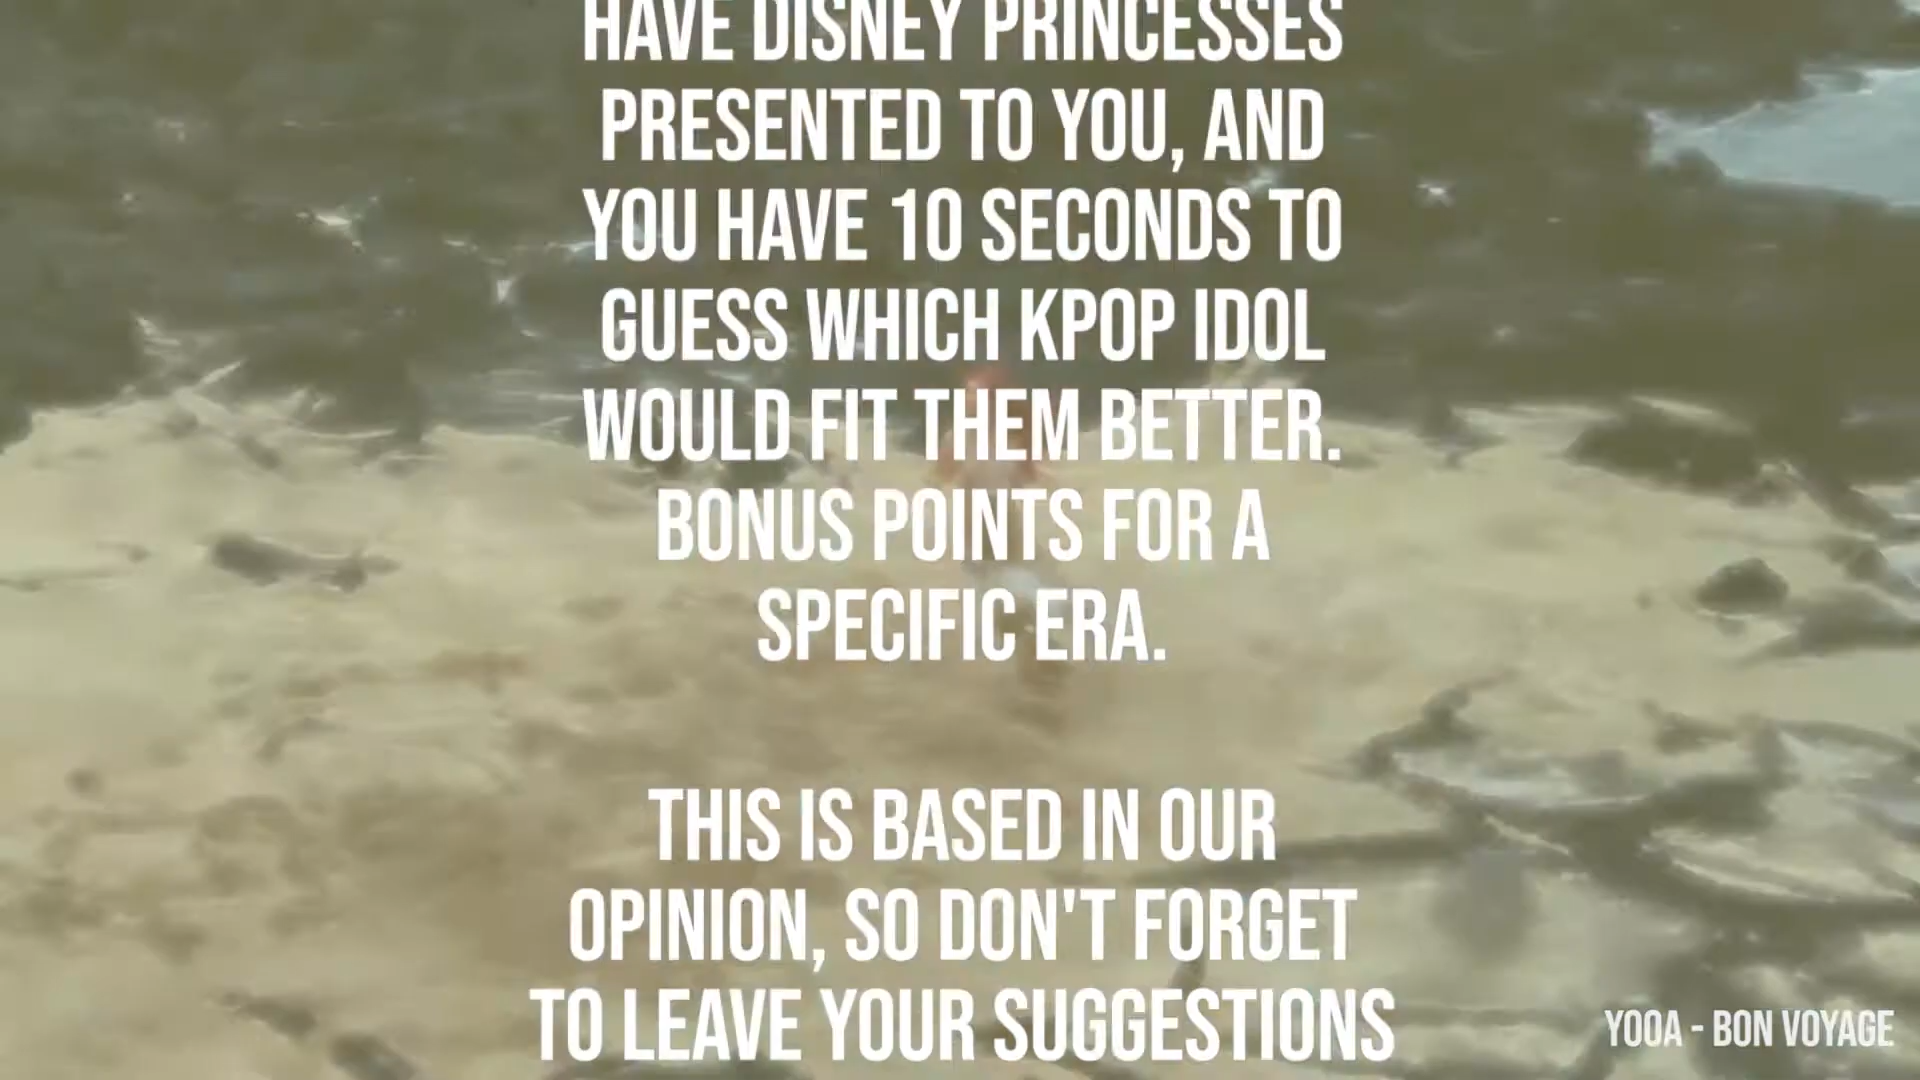 HAVE DISNEY PRINCESSES
PRESENTED TO YOU, AND
YOU HAVE 10 SECONDS TO
GUESS WHICH KPOP IDOL
WOULD FIT THEM BETTER.
BONUS POINTS FOR A
SPECIFIC ERA.
THIS IS BASED IN OUR
OPINION, SO DON'T FORGET
TO LEAVE YOUR SUGGESTIONS
YOOA - BON VOYAGE